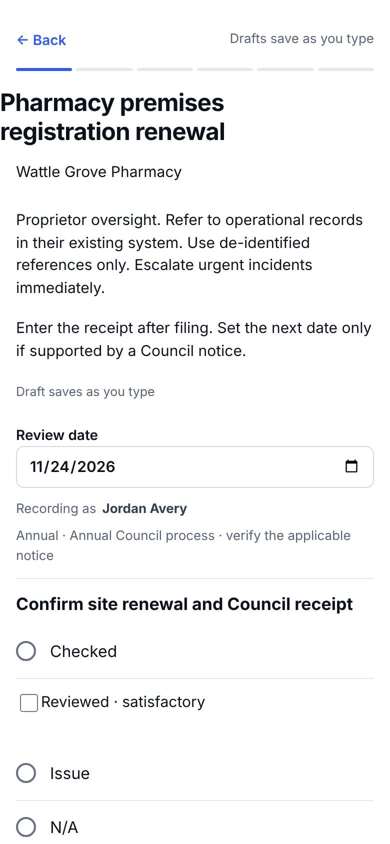 ← Back
Drafts save as you type
Pharmacy premises
registration renewal
Wattle Grove Pharmacy
Proprietor oversight. Refer to operational records
in their existing system. Use de-identified
references only. Escalate urgent incidents
immediately.
Enter the receipt after filing. Set the next date only
if supported by a Council notice.
Draft saves as you type
Review date
11/24/2026
Recording as Jordan Avery
Annual · Annual Council process · verify the applicable
notice
Confirm site renewal and Council receipt
Checked
Reviewed · satisfactory
Issue
N/A